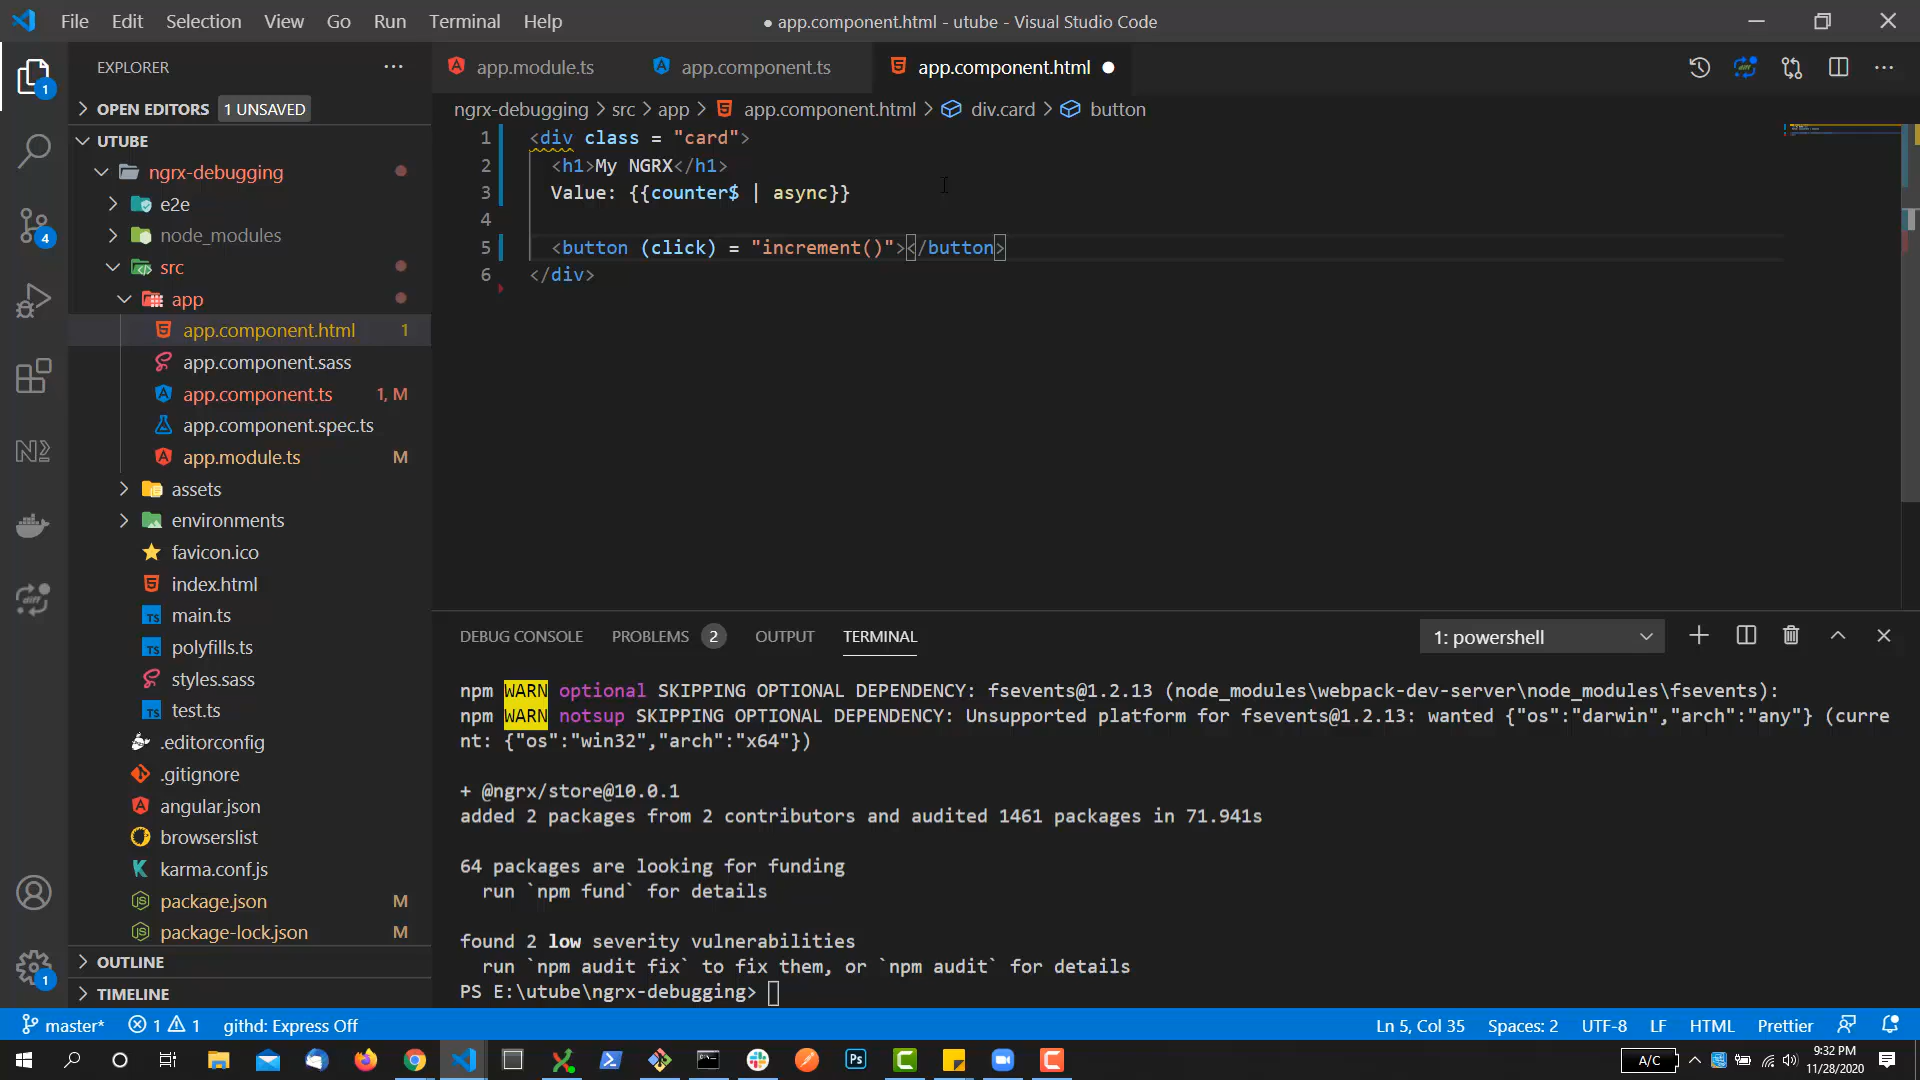 File Edit Selection View Go Run Terminal Help
● app.component.html - utube - Visual Studio Code
EXPLORER
OPEN EDITORS 1 UNSAVED
UTUBE
ngrx-debugging
e2e
node_modules
src
app
app.component.html 1
app.component.sass
app.component.ts 1, M
app.component.spec.ts
app.module.ts M
assets
environments
favicon.ico
index.html
main.ts
polyfills.ts
styles.sass
test.ts
.editorconfig
.gitignore
angular.json
browserslist
karma.conf.js
package.json M
package-lock.json M
OUTLINE
TIMELINE
1
4
1
app.module.ts app.component.ts app.component.html
ngrx-debugging > src > app > app.component.html > div.card > button
1 <div class = "card">
2 <h1>My NGRX</h1>
3 Value: {{counter$ | async}}
4
5 <button (click) = "increment()"></button>
6 </div>
DEBUG CONSOLE PROBLEMS 2 OUTPUT TERMINAL
1: powershell
npm WARN optional SKIPPING OPTIONAL DEPENDENCY: fsevents@1.2.13 (node_modules\webpack-dev-server\node_modules\fsevents):
npm WARN notsup SKIPPING OPTIONAL DEPENDENCY: Unsupported platform for fsevents@1.2.13: wanted {"os":"darwin","arch":"any"} (curre
nt: {"os":"win32","arch":"x64"})
+ @ngrx/store@10.0.1
added 2 packages from 2 contributors and audited 1461 packages in 71.941s
64 packages are looking for funding
run `npm fund` for details
found 2 low severity vulnerabilities
run `npm audit fix` to fix them, or `npm audit` for details
PS E:\utube\ngrx-debugging>
master* 1 1 githd: Express Off
Ln 5, Col 35 Spaces: 2 UTF-8 LF HTML Prettier
Ps
A/C
9:32 PM
11/28/2020